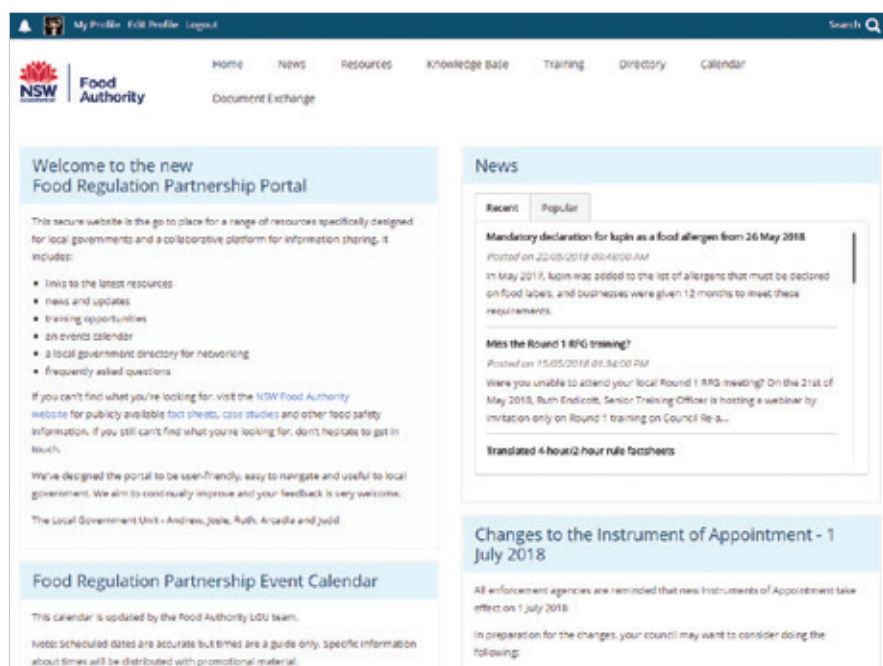 My Profile Edit Profile Logout
Search
NSW
GOVERNMENT
Food
Authority
Home News Resources Knowledge Base Training Directory Calendar
Document Exchange
Welcome to the new
Food Regulation Partnership Portal
This secure website is the go to place for a range of resources specifically designed
for local governments and a collaborative platform for information sharing. It
includes:
links to the latest resources
news and updates
training opportunities
an events calendar
a local government directory for networking
frequently asked questions
If you can't find what you're looking for, visit the NSW Food Authority
website for publicly available fact sheets, case studies and other food safety
information. If you still can't find what you're looking for, don't hesitate to get in
touch.
We've designed the portal to be user-friendly, easy to navigate and useful to local
government. We aim to continually improve and your feedback is very welcome.
The Local Government Unit - Andrew, Josie, Ruth, Arcadia and Judd
Food Regulation Partnership Event Calendar
This calendar is updated by the Food Authority LGU team.
Note: Scheduled dates are accurate but times are a guide only. Specific information
about times will be distributed with promotional material.
News
Recent Popular
Mandatory declaration for lupin as a food allergen from 26 May 2018
Posted on 22/05/2018 09:48:00 AM
In May 2017, lupin was added to the list of allergens that must be declared
on food labels, and businesses were given 12 months to meet these
requirements.
Miss the Round 1 RFG training?
Posted on 15/05/2018 01:34:00 PM
Were you unable to attend your local Round 1 RFG meeting? On the 21st of
May 2018, Ruth Endicott, Senior Training Officer is hosting a webinar by
invitation only on Round 1 training on Council Re-a...
Translated 4-hour/2-hour rule factsheets
Changes to the Instrument of Appointment - 1
July 2018
All enforcement agencies are reminded that new Instruments of Appointment take
effect on 1 July 2018
In preparation for the changes, your council may want to consider doing the
following: